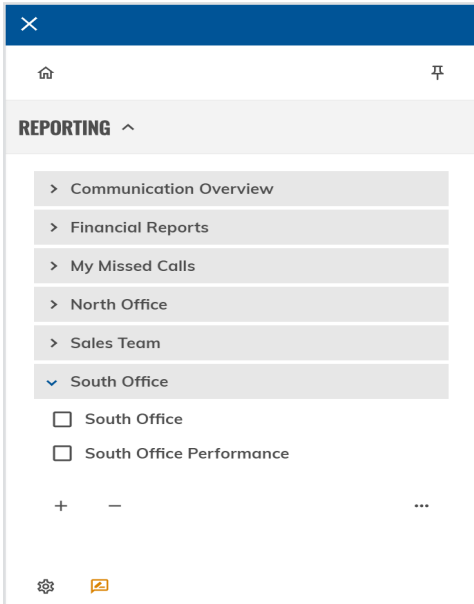 REPORTING
Communication Overview
Financial Reports
My Missed Calls
North Office
Sales Team
South Office
South Office
South Office Performance